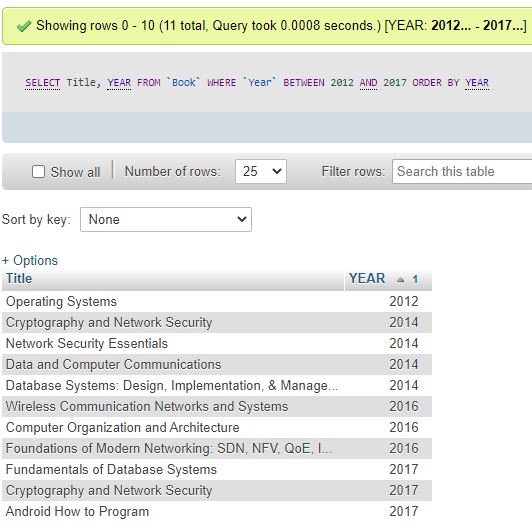 Showing rows 0 - 10 (11 total, Query took 0.0008 seconds.) [YEAR: 2012... - 2017...]
SELECT Title, YEAR FROM `Book` WHERE `Year` BETWEEN 2012 AND 2017 ORDER BY YEAR
Show all Number of rows: 25 Filter rows: Search this table
Sort by key: None
+ Options
Title YEAR 1
Operating Systems 2012
Cryptography and Network Security 2014
Network Security Essentials 2014
Data and Computer Communications 2014
Database Systems: Design, Implementation, & Manage... 2014
Wireless Communication Networks and Systems 2016
Computer Organization and Architecture 2016
Foundations of Modern Networking: SDN, NFV, QoE, I... 2016
Fundamentals of Database Systems 2017
Cryptography and Network Security 2017
Android How to Program 2017